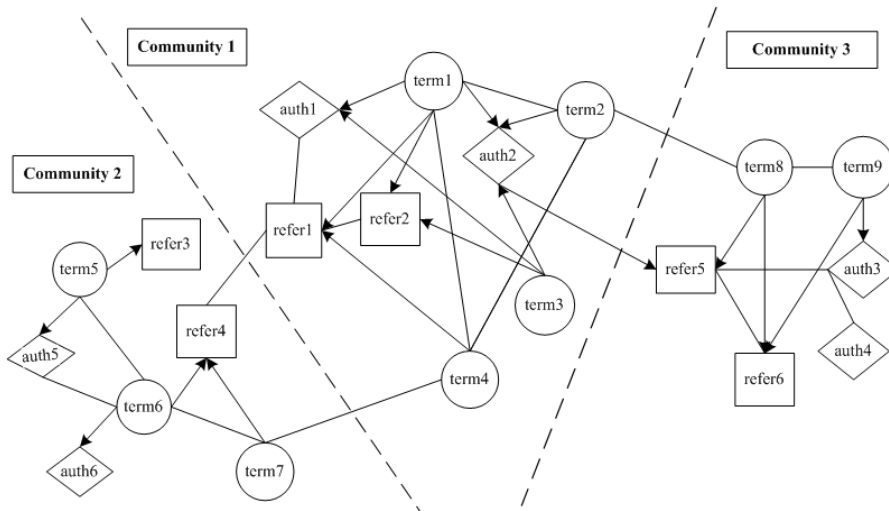 Community 1
Community 3
Community 2
term1
auth1
term2
auth2
term8
term9
refer1
refer2
refer3
term5
refer5
auth3
term3
refer4
auth5
auth4
term4
refer6
term6
auth6
term7